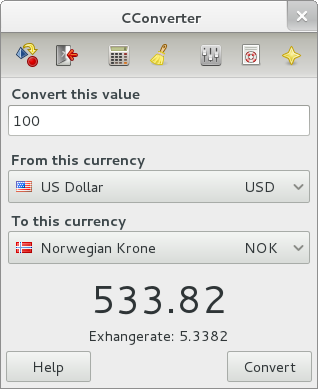 CConverter
Convert this value
100
From this currency
US Dollar USD
To this currency
Norwegian Krone NOK
533.82
Exhangerate: 5.3382
Help Convert